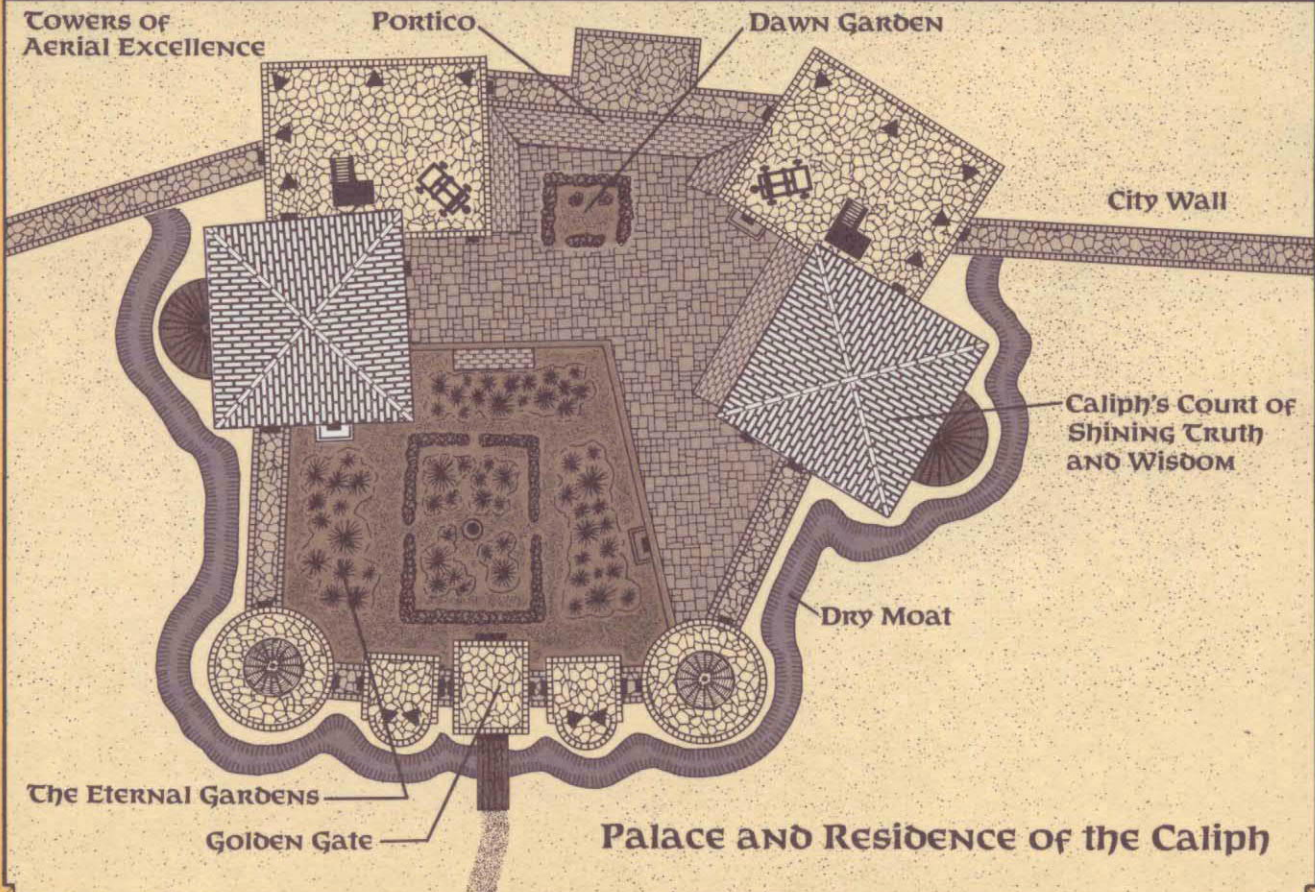 Towers of
Aerial Excellence
Portico
Dawn Garden
City Wall
Caliph's Court of
Shining Truth
and Wisdom
Dry Moat
The Eternal Gardens
Golden Gate
Palace and Residence of the Caliph